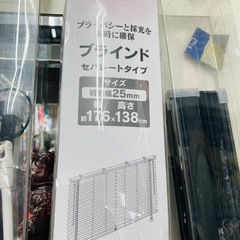 プライバシーと採光を
同時に確保
ブラインド
セパレートタイプ
サイズ
羽根幅25mm
幅 高さ
約176×138cm